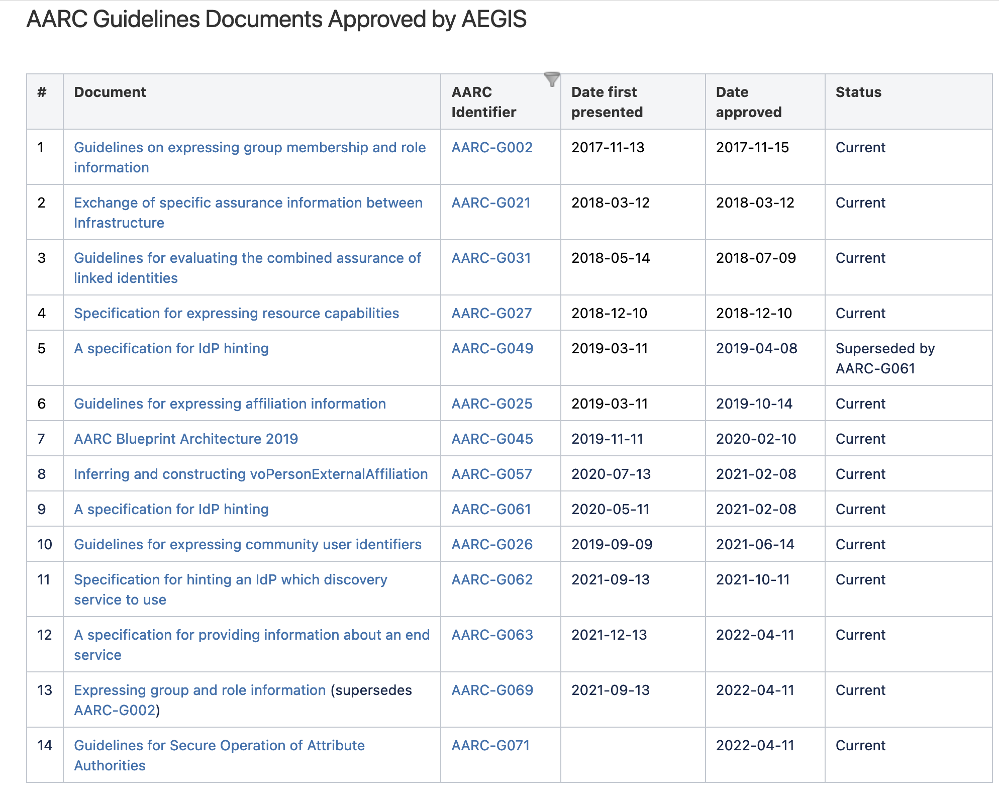 AARC Guidelines Documents Approved by AEGIS
# Document AARC Identifier Date first presented Date approved Status
1 Guidelines on expressing group membership and role information AARC-G002 2017-11-13 2017-11-15 Current
2 Exchange of specific assurance information between Infrastructure AARC-G021 2018-03-12 2018-03-12 Current
3 Guidelines for evaluating the combined assurance of linked identities AARC-G031 2018-05-14 2018-07-09 Current
4 Specification for expressing resource capabilities AARC-G027 2018-12-10 2018-12-10 Current
5 A specification for IdP hinting AARC-G049 2019-03-11 2019-04-08 Superseded by AARC-G061
6 Guidelines for expressing affiliation information AARC-G025 2019-03-11 2019-10-14 Current
7 AARC Blueprint Architecture 2019 AARC-G045 2019-11-11 2020-02-10 Current
8 Inferring and constructing voPersonExternalAffiliation AARC-G057 2020-07-13 2021-02-08 Current
9 A specification for IdP hinting AARC-G061 2020-05-11 2021-02-08 Current
10 Guidelines for expressing community user identifiers AARC-G026 2019-09-09 2021-06-14 Current
11 Specification for hinting an IdP which discovery service to use AARC-G062 2021-09-13 2021-10-11 Current
12 A specification for providing information about an end service AARC-G063 2021-12-13 2022-04-11 Current
13 Expressing group and role information (supersedes AARC-G002) AARC-G069 2021-09-13 2022-04-11 Current
14 Guidelines for Secure Operation of Attribute Authorities AARC-G071 2022-04-11 Current